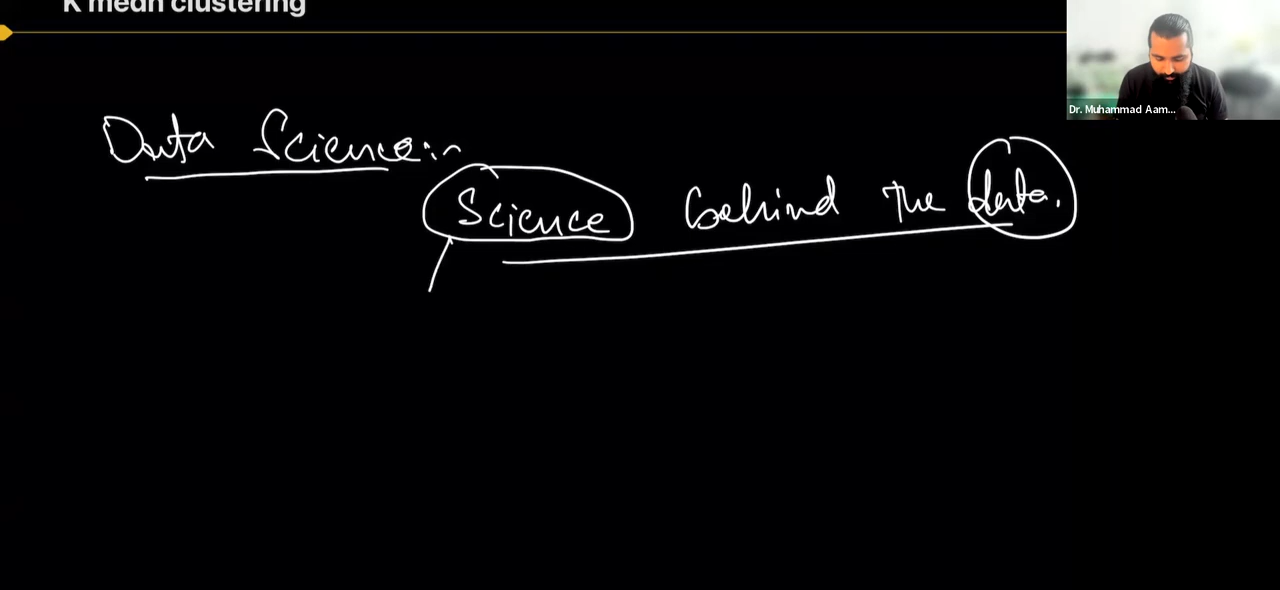 K mean clustering
Dr. Muhammad Aam...
Data Science:-
Science behind the data.